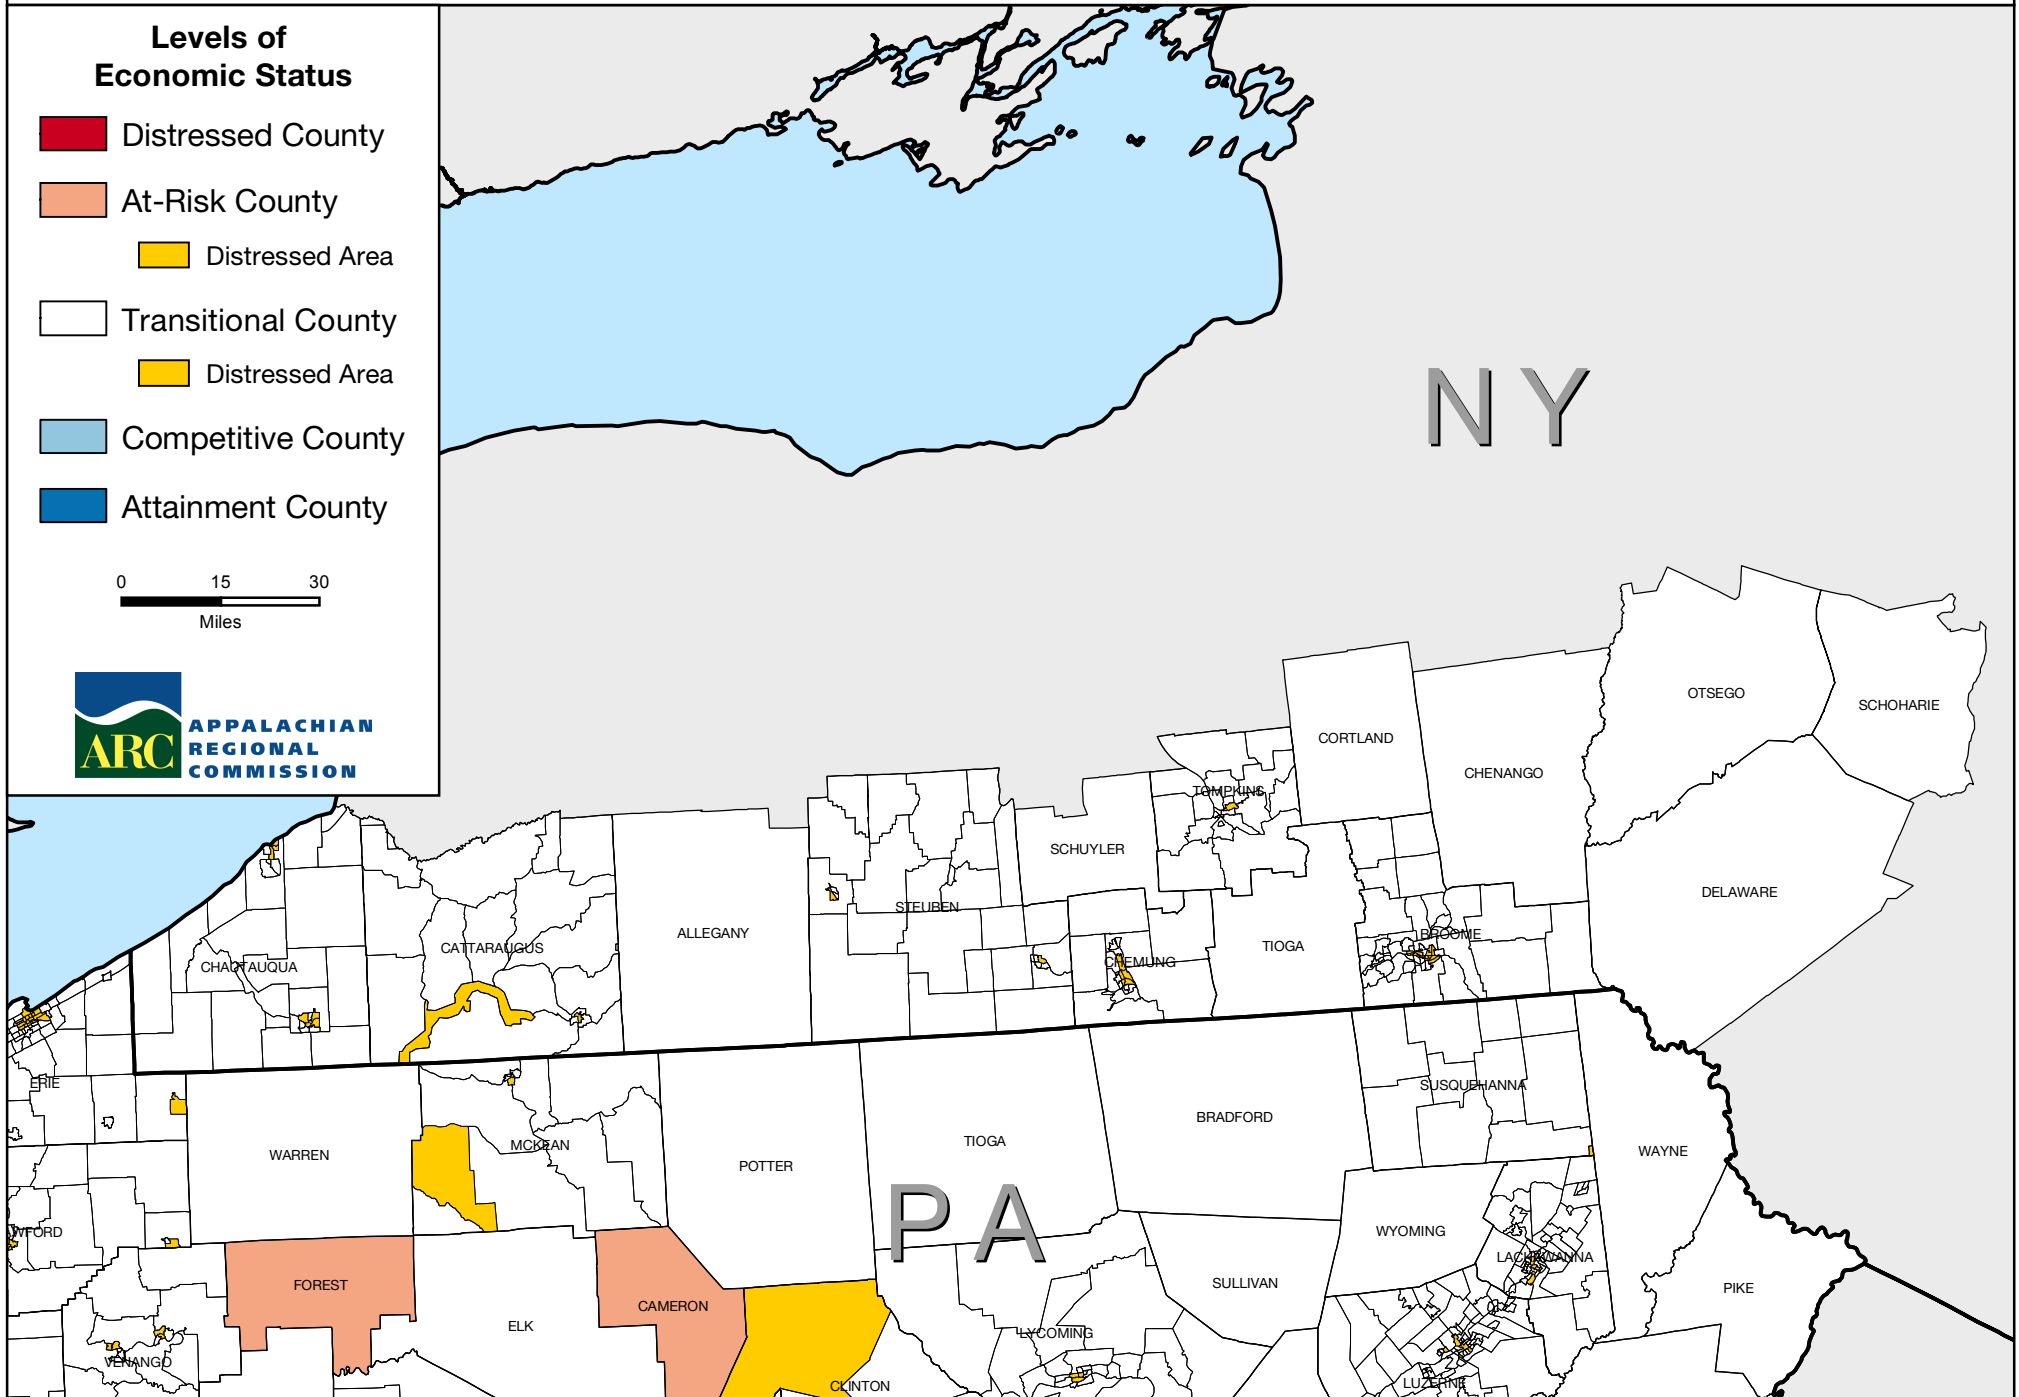 Levels of
Economic Status
Distressed County
At-Risk County
Distressed Area
Transitional County
Distressed Area
Competitive County
Attainment County
0 15 30
Miles
ARC
APPALACHIAN
REGIONAL
COMMISSION
NY
OTSEGO
SCHOHARIE
CORTLAND
CHENANGO
TOMPKINS
SCHUYLER
DELAWARE
STEUBEN
ALLEGANY
BROOME
CATTARAUGUS
TIOGA
CHEMUNG
CHAUTAUQUA
ERIE
SUSQUEHANNA
BRADFORD
TIOGA
MCKEAN
WARREN
POTTER
WAYNE
PA
WFORD
WYOMING
LACKAWANNA
FOREST
SULLIVAN
PIKE
CAMERON
ELK
LYCOMING
VENANGO
LUZERNE
CLINTON